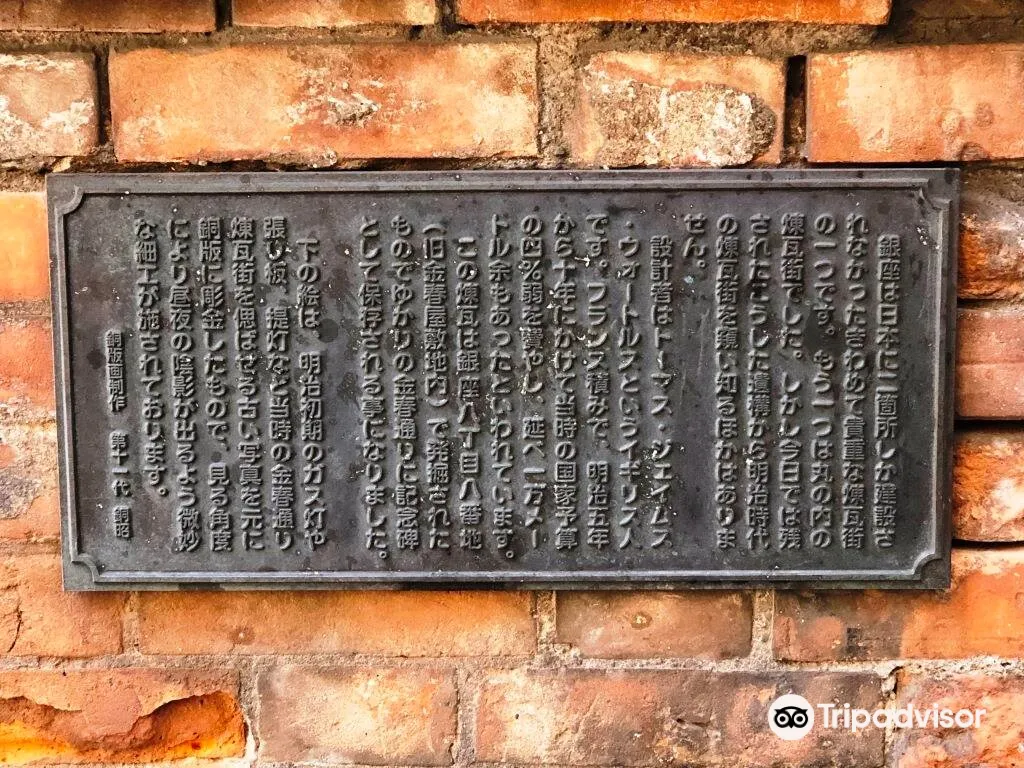 銀座は日本に二箇所しか建設さ
れなかったきわめて貴重な煉瓦街
の一つです。もう一つは丸の内の
煉瓦街でした。しかし今日では残
されたこうした遺構から明治時代
の煉瓦街を窺い知るほかはありま
せん。
設計者はトーマス・ジェイムス
・ウォートルスというイギリス人
です。フランス積みで、明治五年
から十年にかけて当時の国家予算
の四%弱を費やし、延べ一万メー
トル余もあったといわれています。
この煉瓦は銀座八丁目八番地
(旧金春屋敷地内)で発掘された
ものでゆかりの金春通りに記念碑
として保存される事になりました。
下の絵は、明治初期のガス灯や
張り板、提灯など当時の金春通り
煉瓦街を偲ばせる古い写真を元に
銅版に彫金したもので、見る角度
により昼夜の陰影が出るよう微妙
な細工が施されております。
銅版画制作 第十一代 銅昭
Tripadvisor